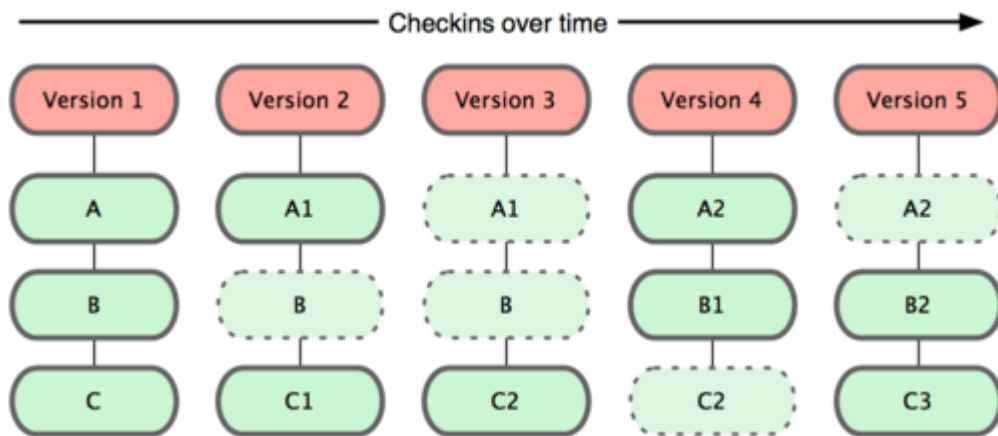 Checkins over time
Version 1 Version 2 Version 3 Version 4 Version 5
A A1 A1 A2 A2
B B B B1 B2
C C1 C2 C2 C3